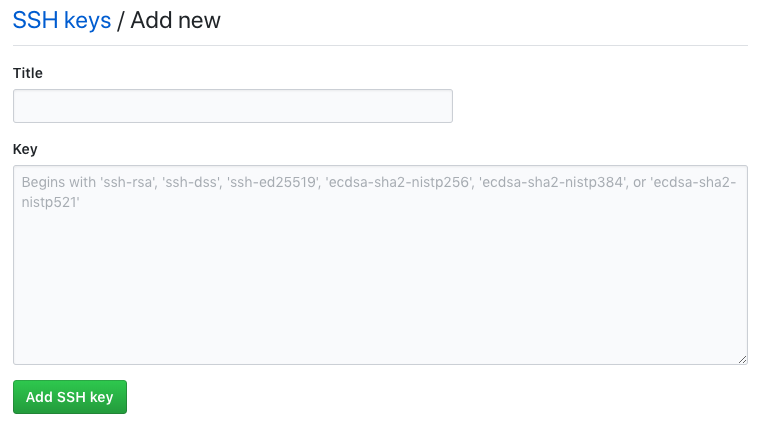 SSH keys / Add new
Title
Key
Begins with 'ssh-rsa', 'ssh-dss', 'ssh-ed25519', 'ecdsa-sha2-nistp256', 'ecdsa-sha2-nistp384', or 'ecdsa-sha2-
nistp521'
Add SSH key